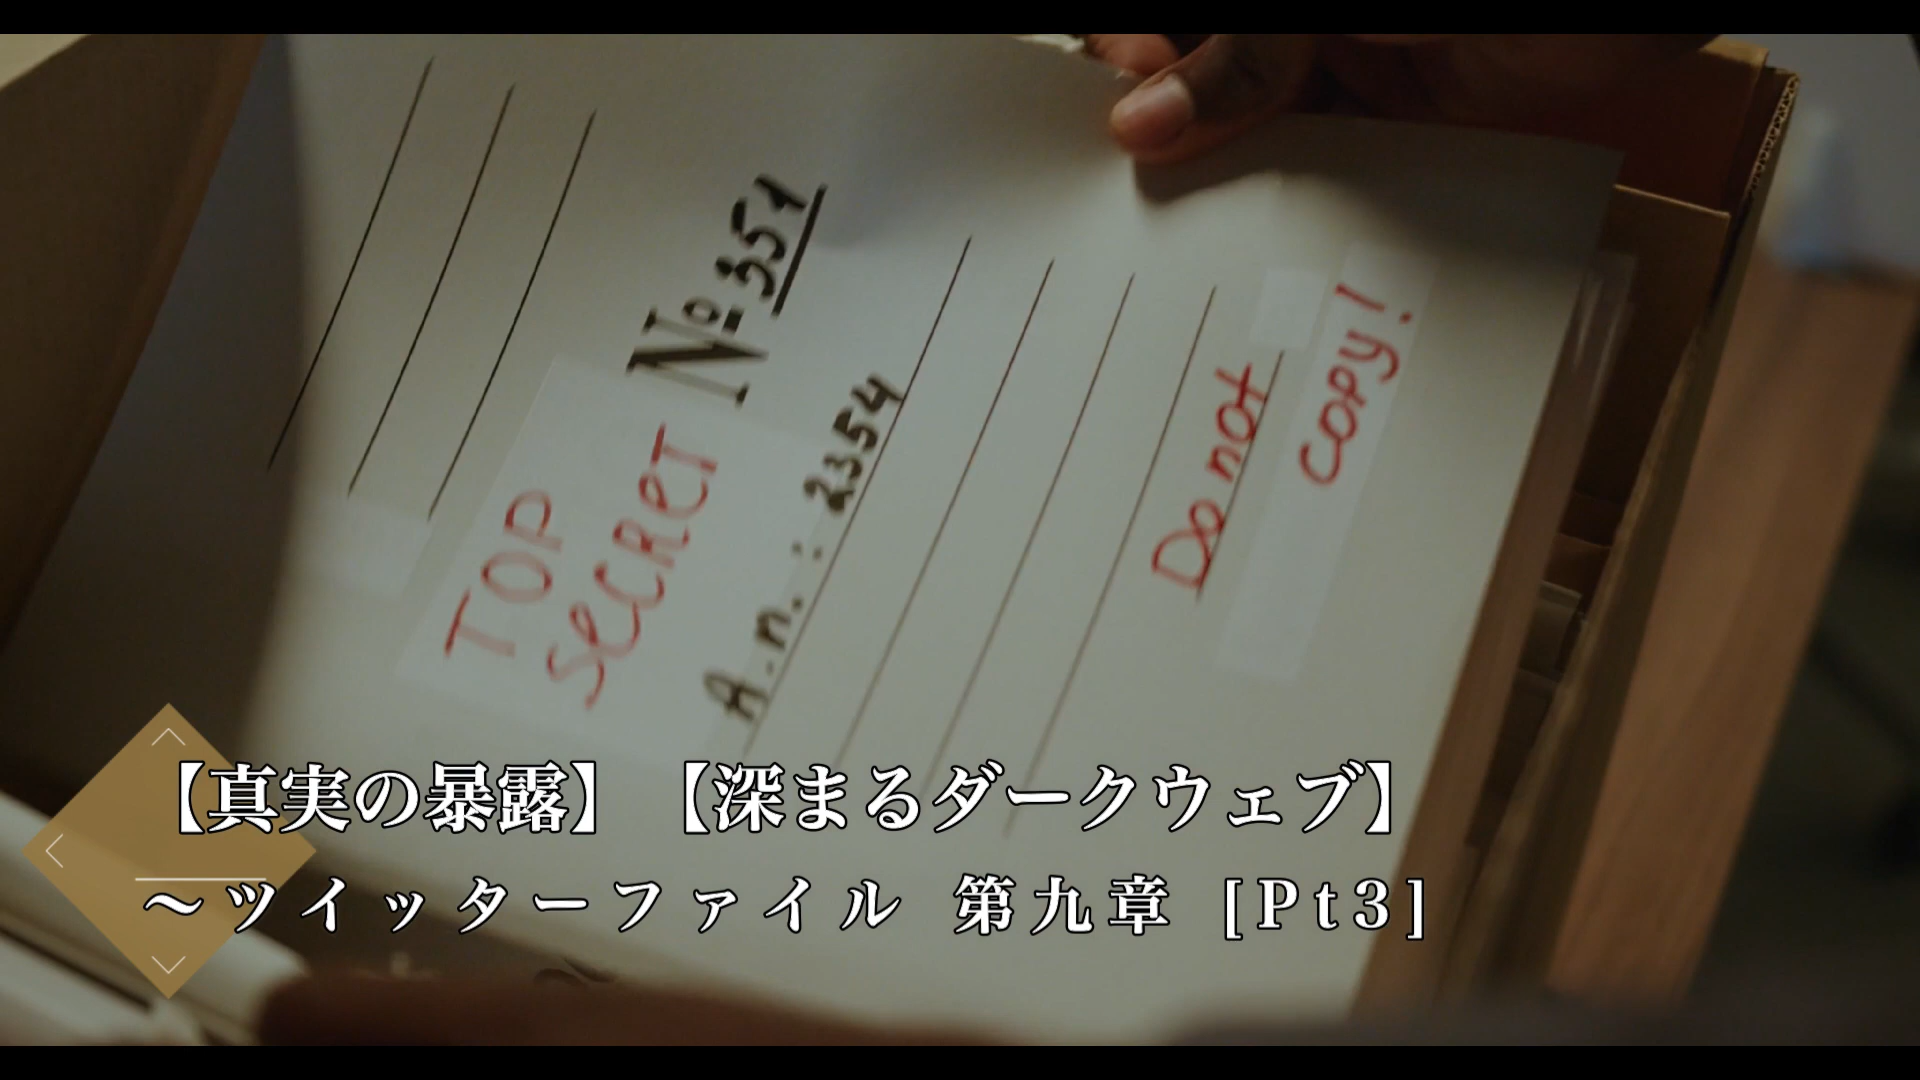 № 354
TOP
SECRET
A.n.: 2354
Do not
copy!
【真実の暴露】【深まるダークウェブ】
～ツイッターファイル 第九章 [Pt3]